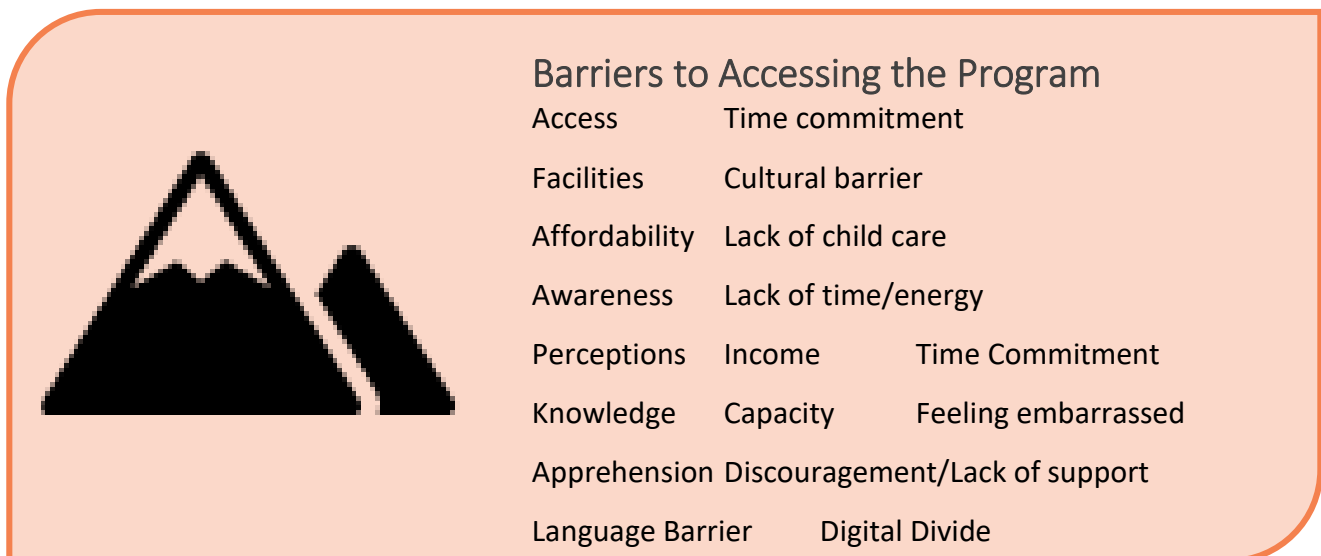 Barriers to Accessing the Program
Access Time commitment
Facilities Cultural barrier
Affordability Lack of child care
Awareness Lack of time/energy
Perceptions Income Time Commitment
Knowledge Capacity Feeling embarrassed
Apprehension Discouragement/Lack of support
Language Barrier Digital Divide